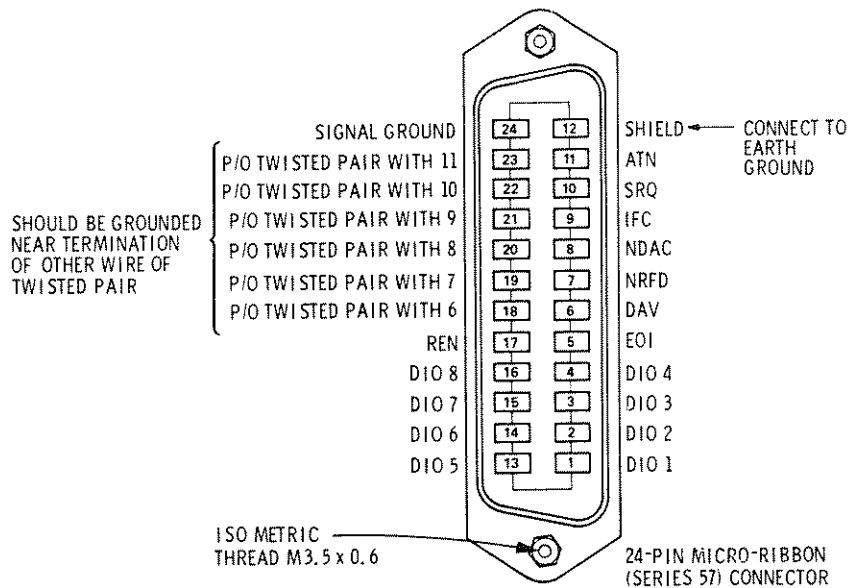 SIGNAL GROUND 24 12 SHIELD CONNECT TO
EARTH
GROUND
P/O TWISTED PAIR WITH 11 23 11 ATN
P/O TWISTED PAIR WITH 10 22 10 SRQ
SHOULD BE GROUNDED
NEAR TERMINATION
OF OTHER WIRE OF
TWISTED PAIR
P/O TWISTED PAIR WITH 9 21 9 IFC
P/O TWISTED PAIR WITH 8 20 8 NDAC
P/O TWISTED PAIR WITH 7 19 7 NRFD
P/O TWISTED PAIR WITH 6 18 6 DAV
REN 17 5 EOI
DIO 8 16 4 DIO 4
DIO 7 15 3 DIO 3
DIO 6 14 2 DIO 2
DIO 5 13 1 DIO 1
ISO METRIC
THREAD M3.5 x 0.6
24-PIN MICRO-RIBBON
(SERIES 57) CONNECTOR